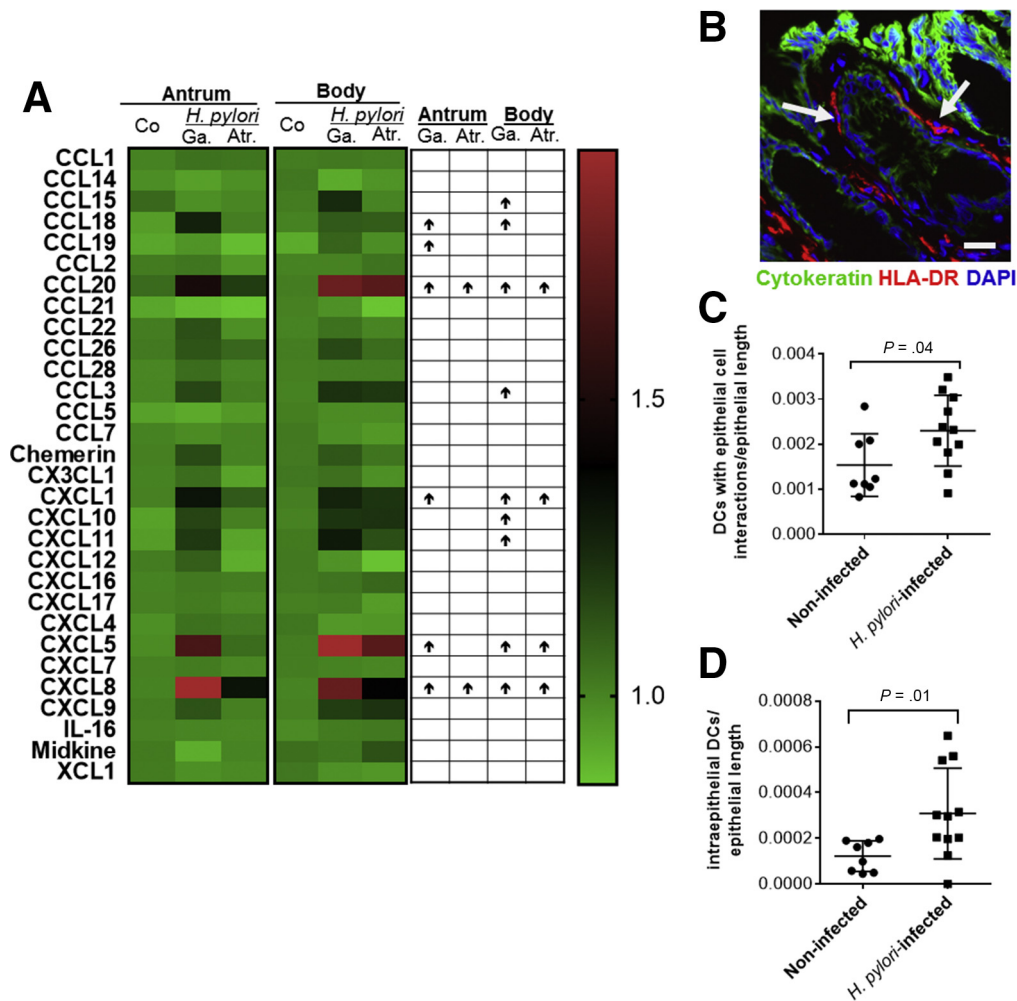 A
Antrum
Body
Co
H. pylori
Ga. Atr.
Co
H. pylori
Ga. Atr.
Antrum Body
Ga. Atr. Ga. Atr.
CCL1
CCL14
CCL15
CCL18
CCL19
CCL2
CCL20
CCL21
CCL22
CCL26
CCL28
CCL3
CCL5
CCL7
Chemerin
CX3CL1
CXCL1
CXCL10
CXCL11
CXCL12
CXCL16
CXCL17
CXCL4
CXCL5
CXCL7
CXCL8
CXCL9
IL-16
Midkine
XCL1
1.5
1.0
B
Cytokeratin HLA-DR DAPI
C
DCs with epithelial cell
interactions/epithelial length
0.004
0.003
0.002
0.001
0.000
P = .04
Non-infected
H. pylori-infected
D
intraepithelial DCs/
epithelial length
0.0008
0.0006
0.0004
0.0002
0.0000
P = .01
Non-infected
H. pylori-infected